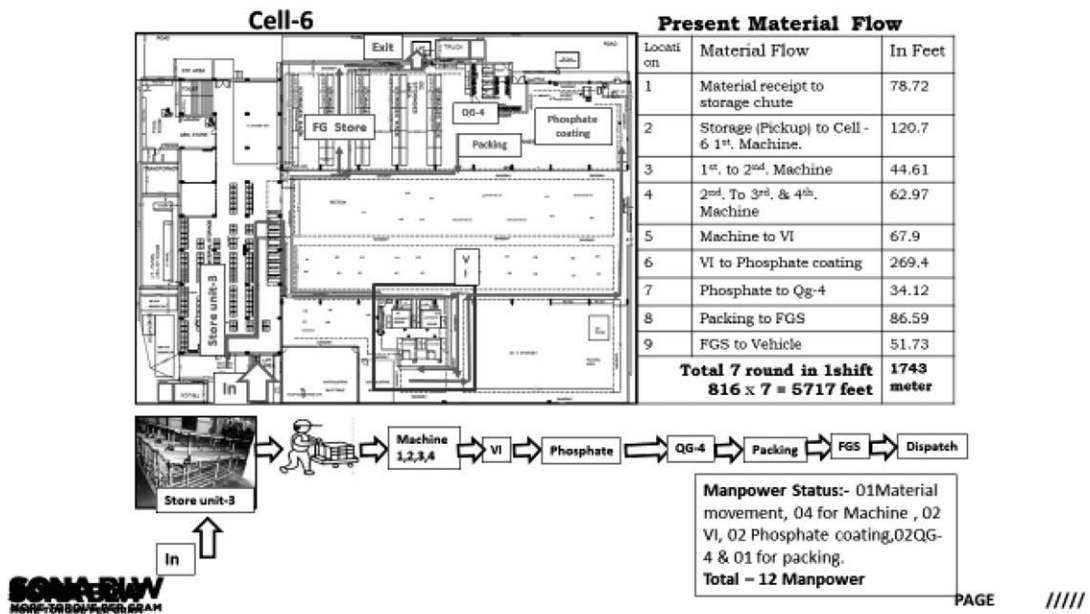 Cell-6
Exit
TRUCK
FG Store
QG-4
Packing
Phosphate
coating
V
I
Store unit-3
In
Present Material Flow
Locati
on
Material Flow
In Feet
1
Material receipt to
storage chute
78.72
2
Storage (Pickup) to Cell -
6 1st. Machine.
120.7
3
1st. to 2nd. Machine
44.61
4
2nd. To 3rd. & 4th.
Machine
62.97
5
Machine to VI
67.9
6
VI to Phosphate coating
269.4
7
Phosphate to Qg-4
34.12
8
Packing to FGS
86.59
9
FGS to Vehicle
51.73
Total 7 round in 1shift
816 x 7 = 5717 feet
1743
meter
Store unit-3
In
Machine
1,2,3,4
VI
Phosphate
QG-4
Packing
FGS
Dispatch
Manpower Status:- 01Material
movement, 04 for Machine , 02
VI, 02 Phosphate coating,02QG-
4 & 01 for packing.
Total – 12 Manpower
SONA BLW
MORE TORQUE PER GRAM
PAGE
/////